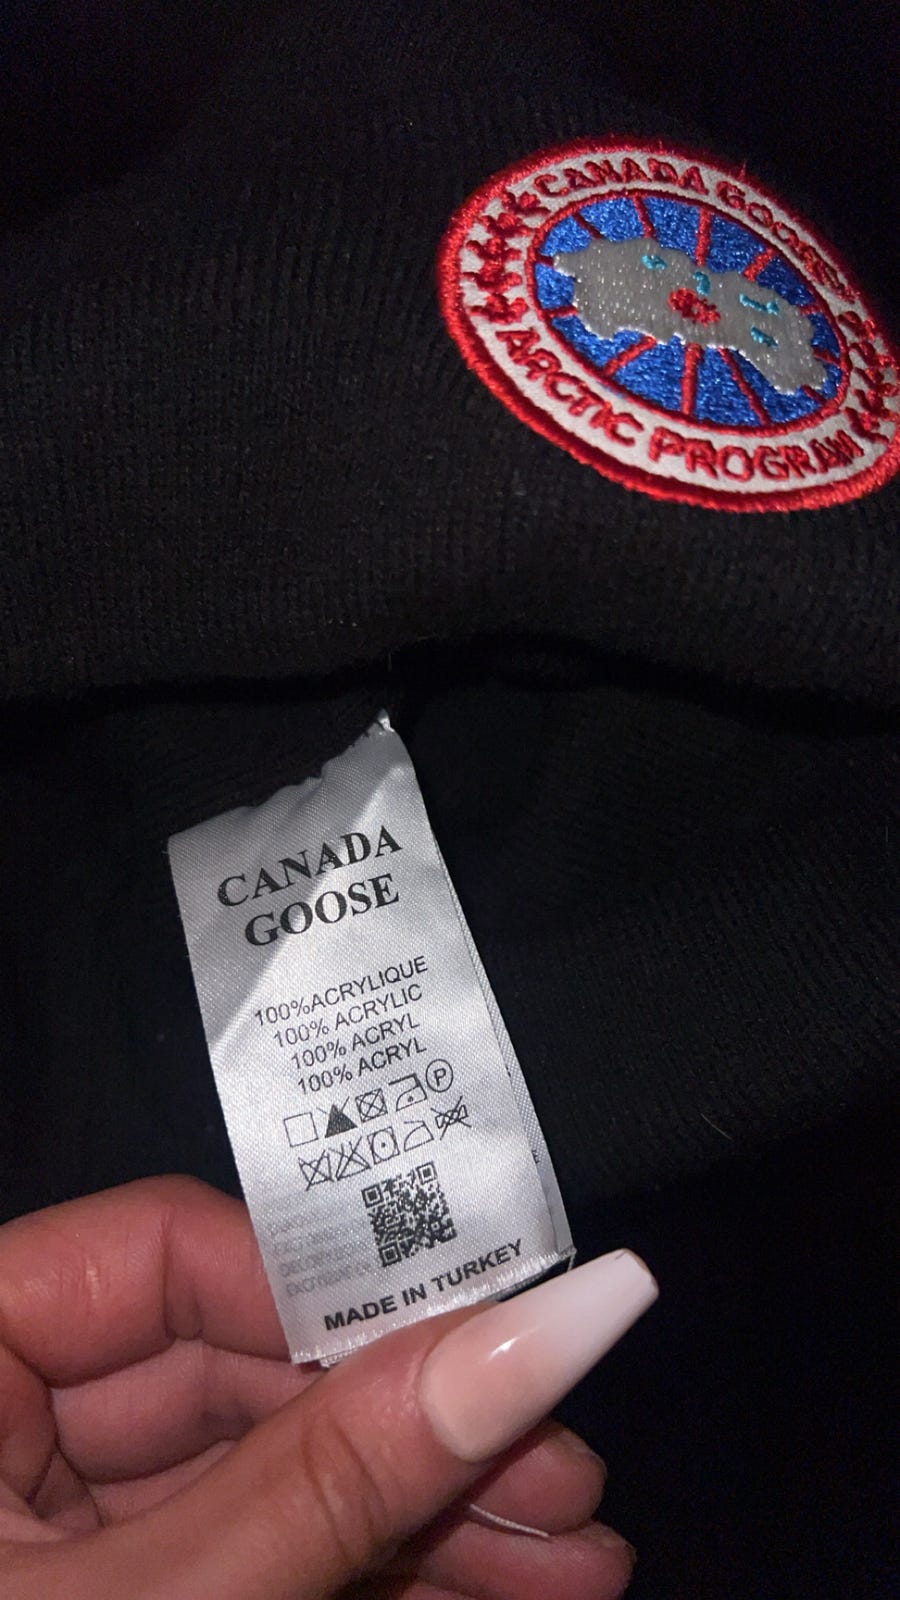 CANADA GOOSE
ARCTIC PROGRAM
CANADA
GOOSE
100%ACRYLIQUE
100% ACRYLIC
100% ACRYL
100% ACRYL
P
MADE IN TURKEY